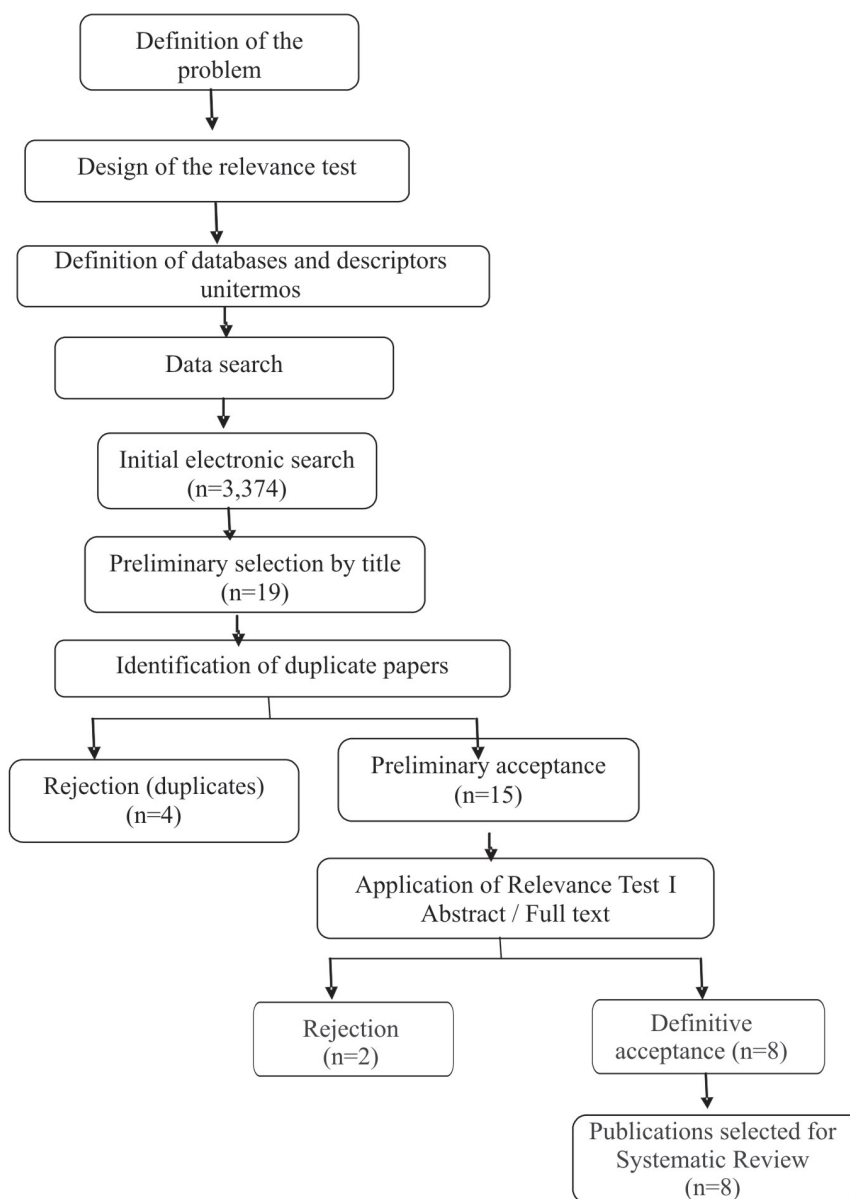 Definition of the
problem
Design of the relevance test
Definition of databases and descriptors
unitermos
Data search
Initial electronic search
(n=3,374)
Preliminary selection by title
(n=19)
Identification of duplicate papers
Rejection (duplicates)
(n=4)
Preliminary acceptance
(n=15)
Application of Relevance Test I
Abstract / Full text
Rejection
(n=2)
Definitive
acceptance (n=8)
Publications selected for
Systematic Review
(n=8)